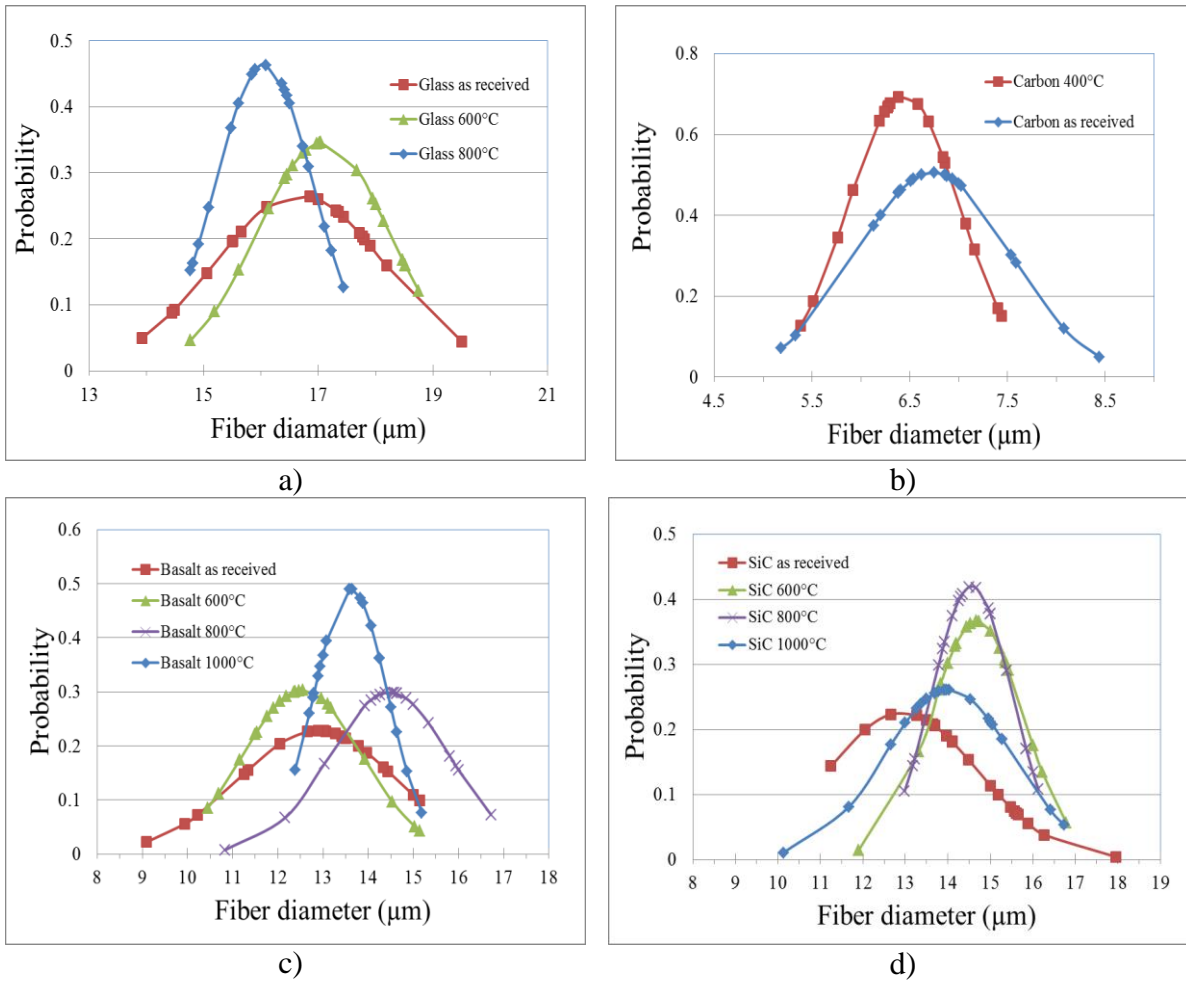 0.5
0.4
0.3
0.2
0.1
0
Probability
Glass as received
Glass 600°C
Glass 800°C
13 15 17 19 21
Fiber diamater (µm)
a)
0.8
0.6
0.4
0.2
0
Probability
Carbon 400°C
Carbon as received
4.5 5.5 6.5 7.5 8.5
Fiber diameter (µm)
b)
0.6
0.5
0.4
0.3
0.2
0.1
0
Probability
Basalt as received
Basalt 600°C
Basalt 800°C
Basalt 1000°C
8 9 10 11 12 13 14 15 16 17 18
Fiber diameter (µm)
c)
0.5
0.4
0.3
0.2
0.1
0
Probability
SiC as received
SiC 600°C
SiC 800°C
SiC 1000°C
8 9 10 11 12 13 14 15 16 17 18 19
Fiber diameter (µm)
d)